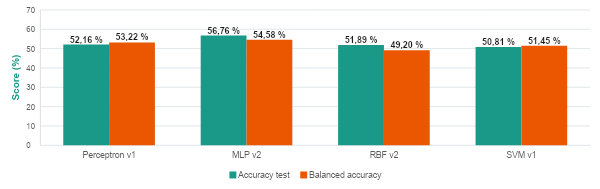 70
60
50
40
30
20
10
0
Score (%)
52,16 % 53,22 %
56,76 % 54,58 %
51,89 % 49,20 %
50,81 % 51,45 %
Perceptron v1 MLP v2 RBF v2 SVM v1
Accuracy test Balanced accuracy